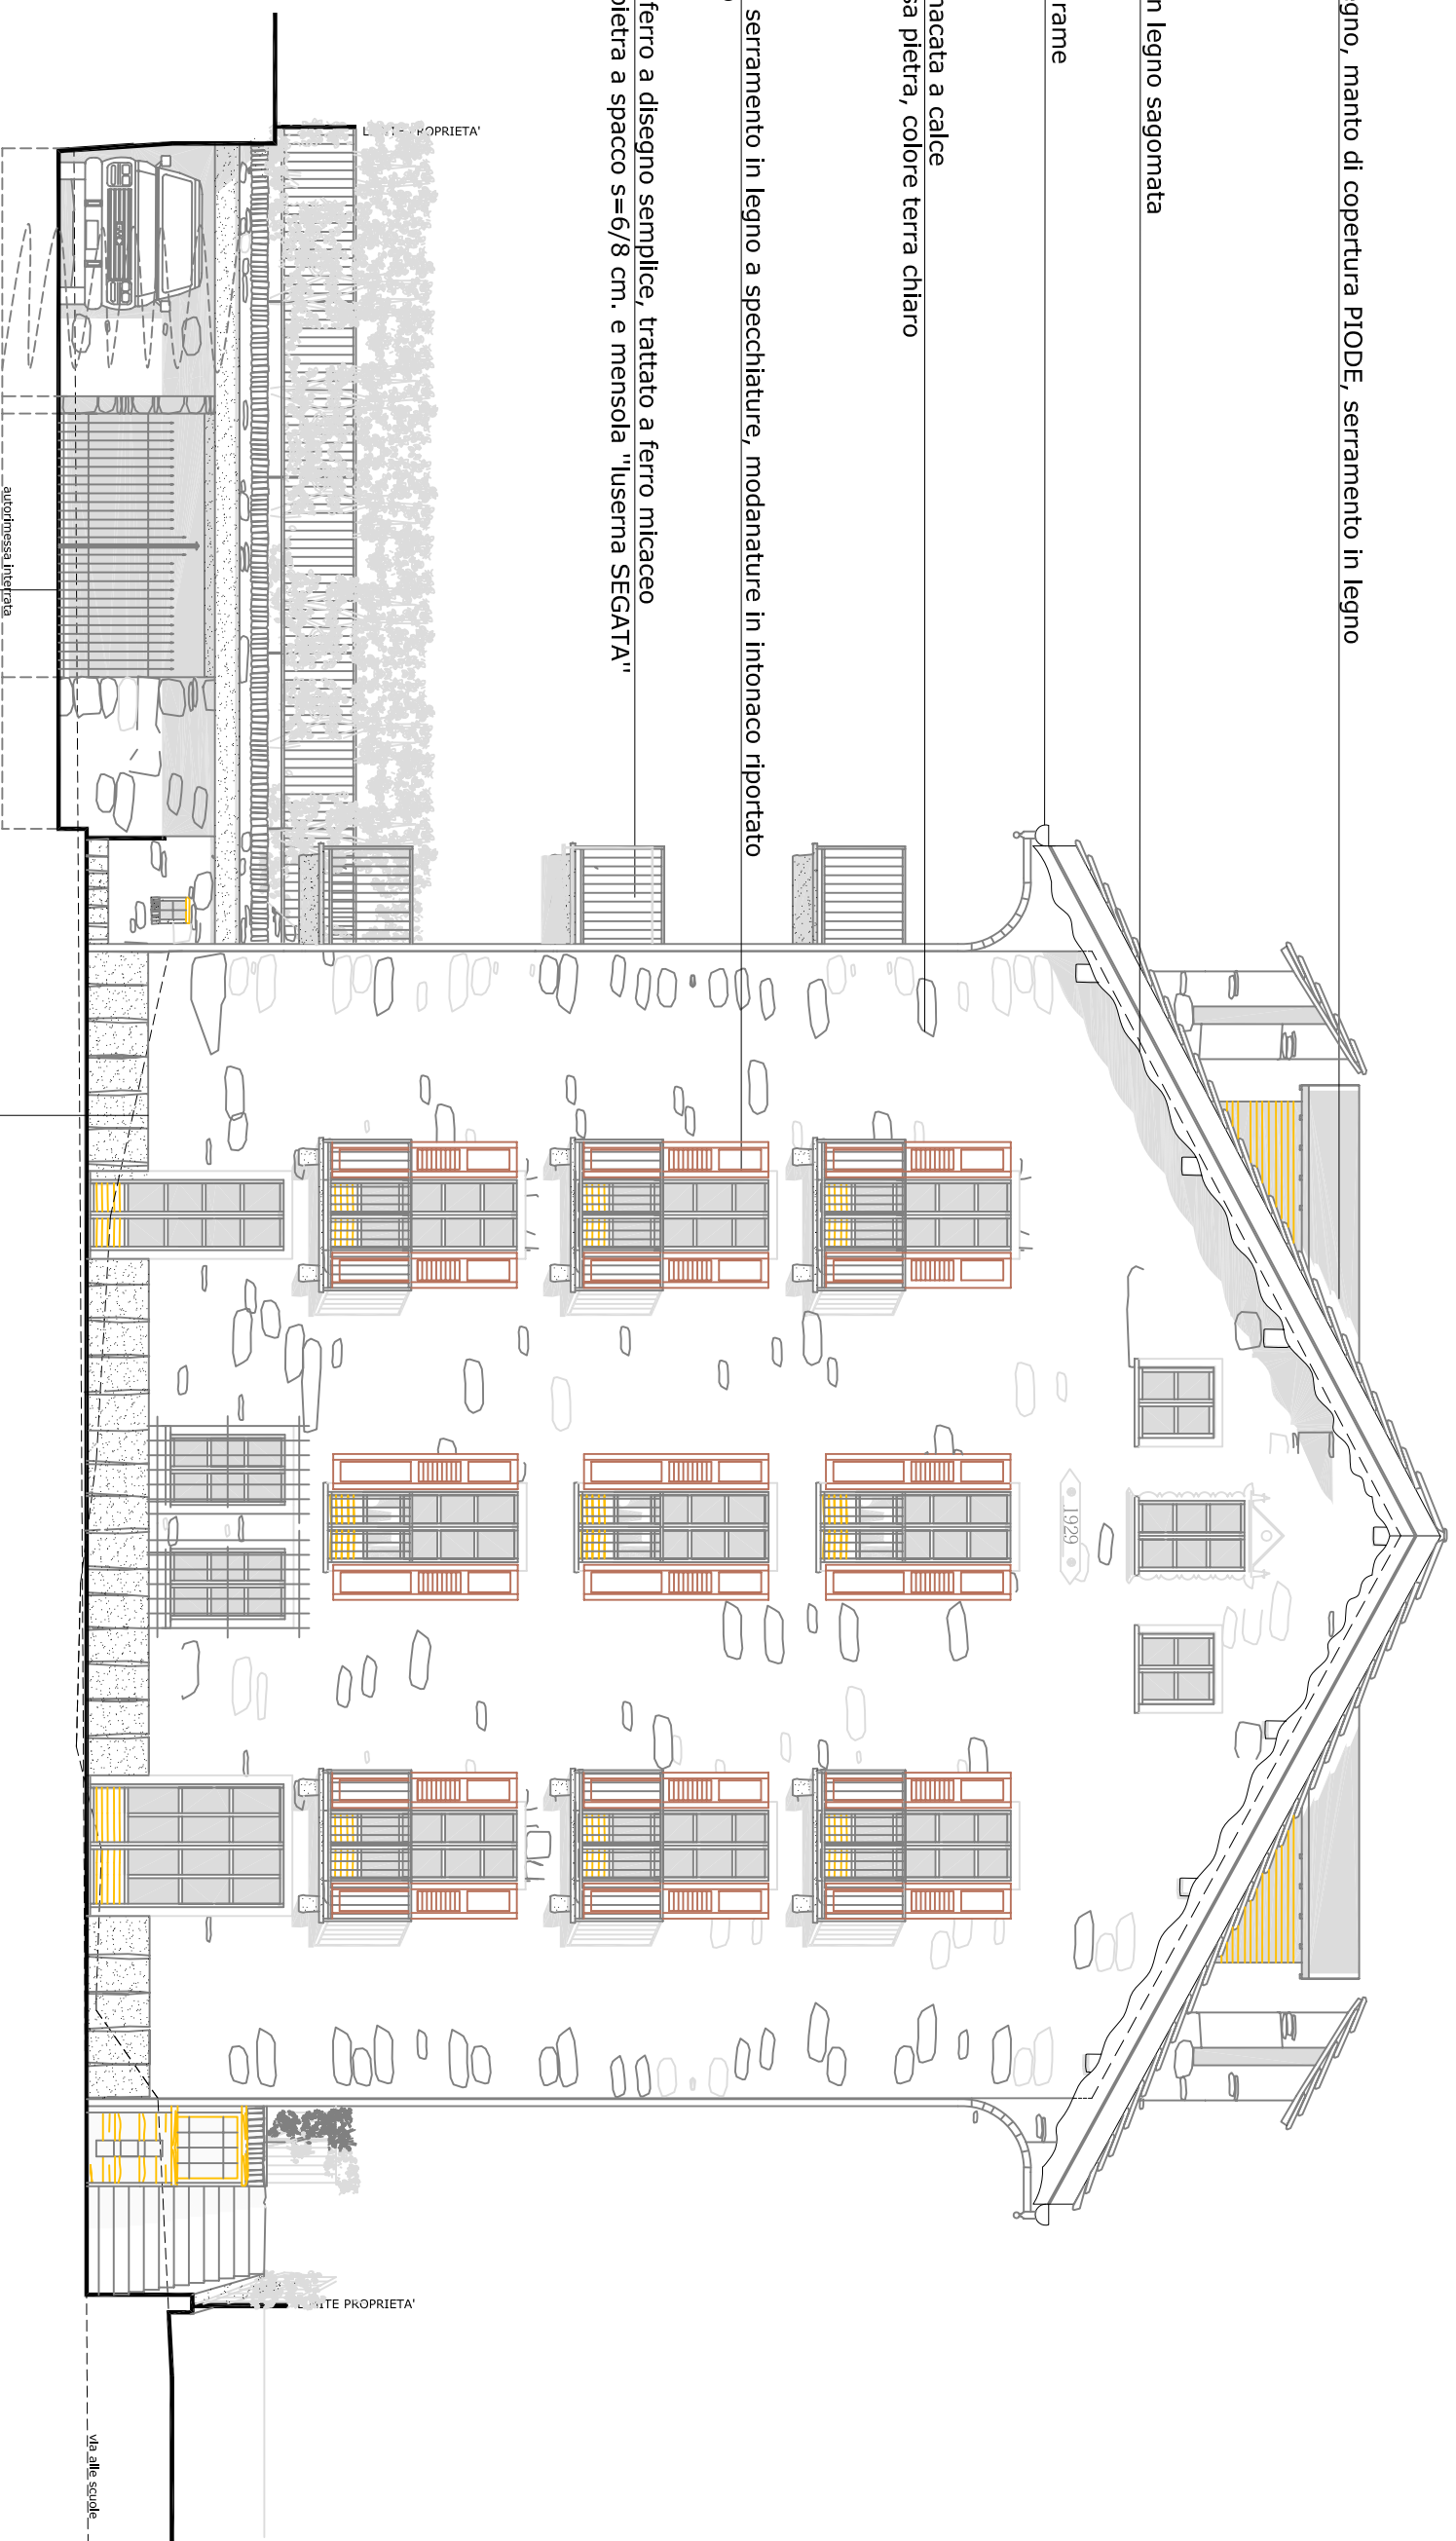 gno, manto di copertura PIODE, serramento in legno
n legno sagomata
rame
nacata a calce
sa pietra, colore terra chiaro
serramento in legno a specchiature, modanature in intonaco riportato
ferro a disegno semplice, trattato a ferro micaceo
pietra a spacco s=6/8 cm. e mensola "luserna SEGATA"
PROPRIETA'
1929
autorimessa interrata
LIMITE PROPRIETA'
via alle scuole